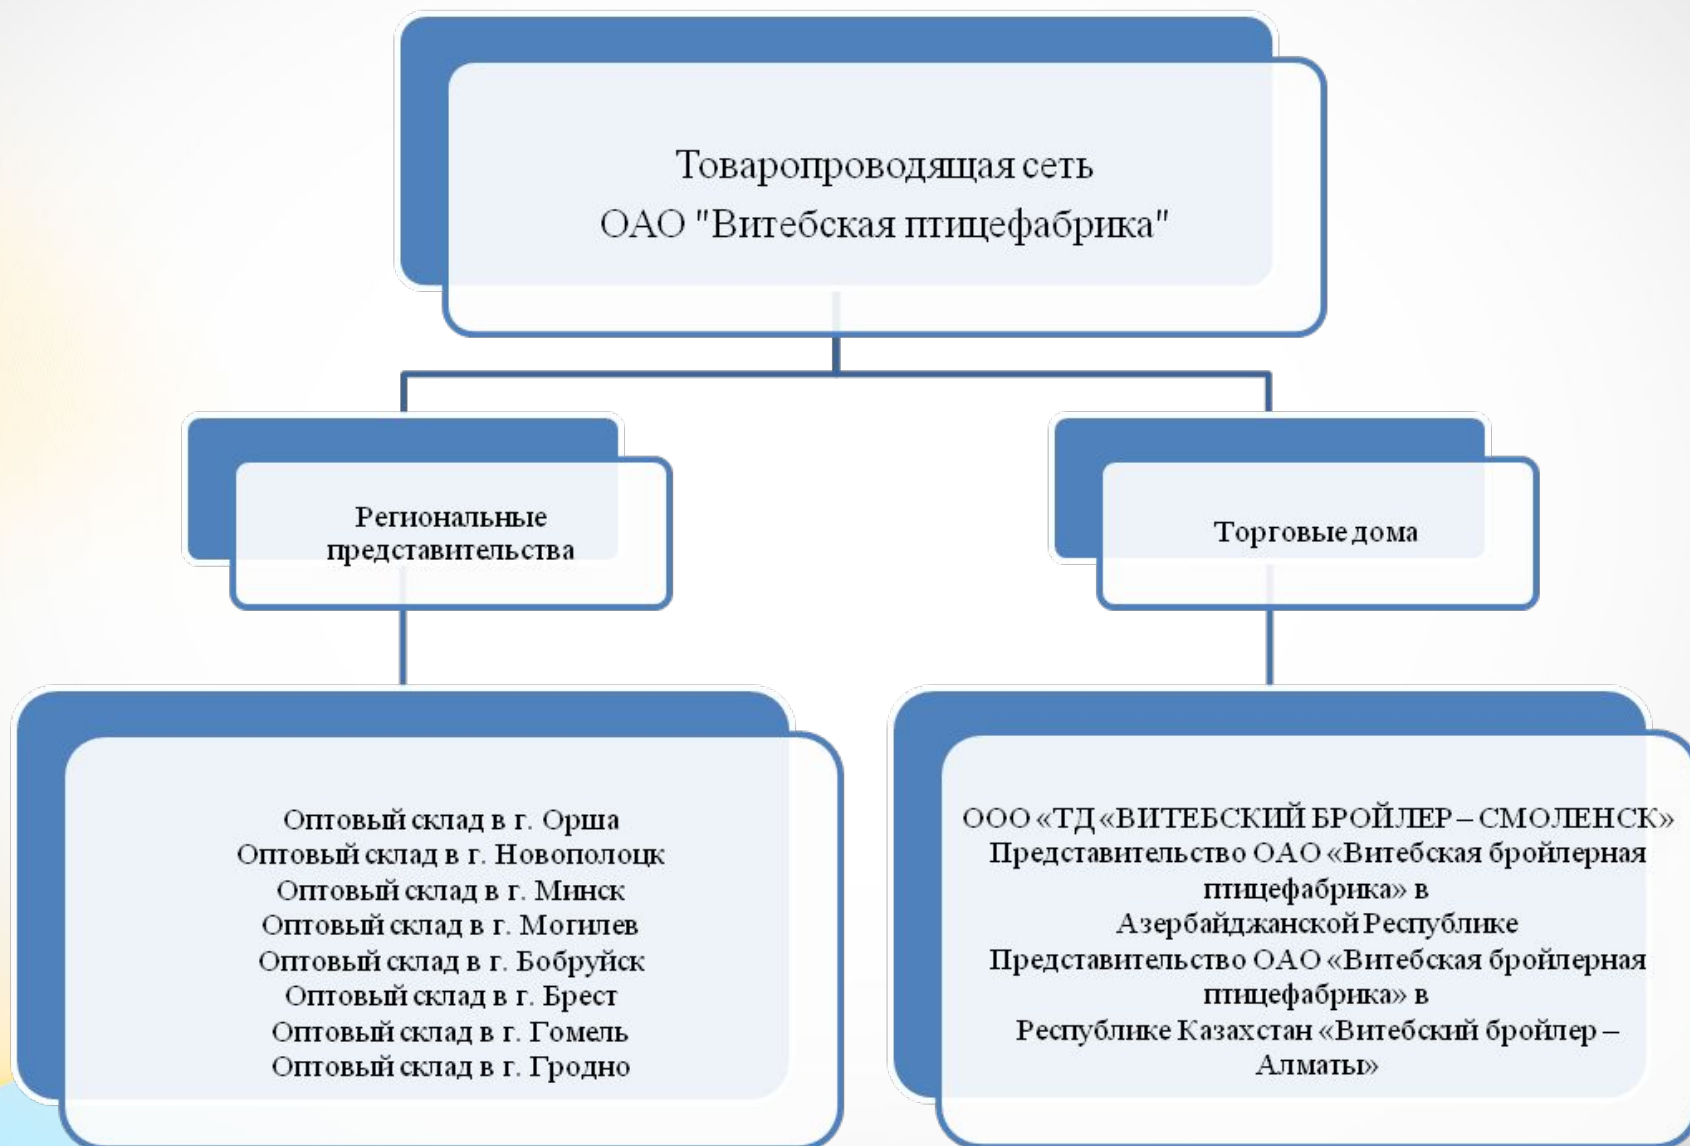 Товаропроводящая сеть
ОАО "Витебская птицефабрика"
Региональные
представительства
Торговые дома
Оптовый склад в г. Орша
Оптовый склад в г. Новополоцк
Оптовый склад в г. Минск
Оптовый склад в г. Могилев
Оптовый склад в г. Бобруйск
Оптовый склад в г. Брест
Оптовый склад в г. Гомель
Оптовый склад в г. Гродно
ООО «ТД «ВИТЕБСКИЙ БРОЙЛЕР – СМОЛЕНСК»
Представительство ОАО «Витебская бройлерная
птицефабрика» в
Азербайджанской Республике
Представительство ОАО «Витебская бройлерная
птицефабрика» в
Республике Казахстан «Витебский бройлер –
Алматы»